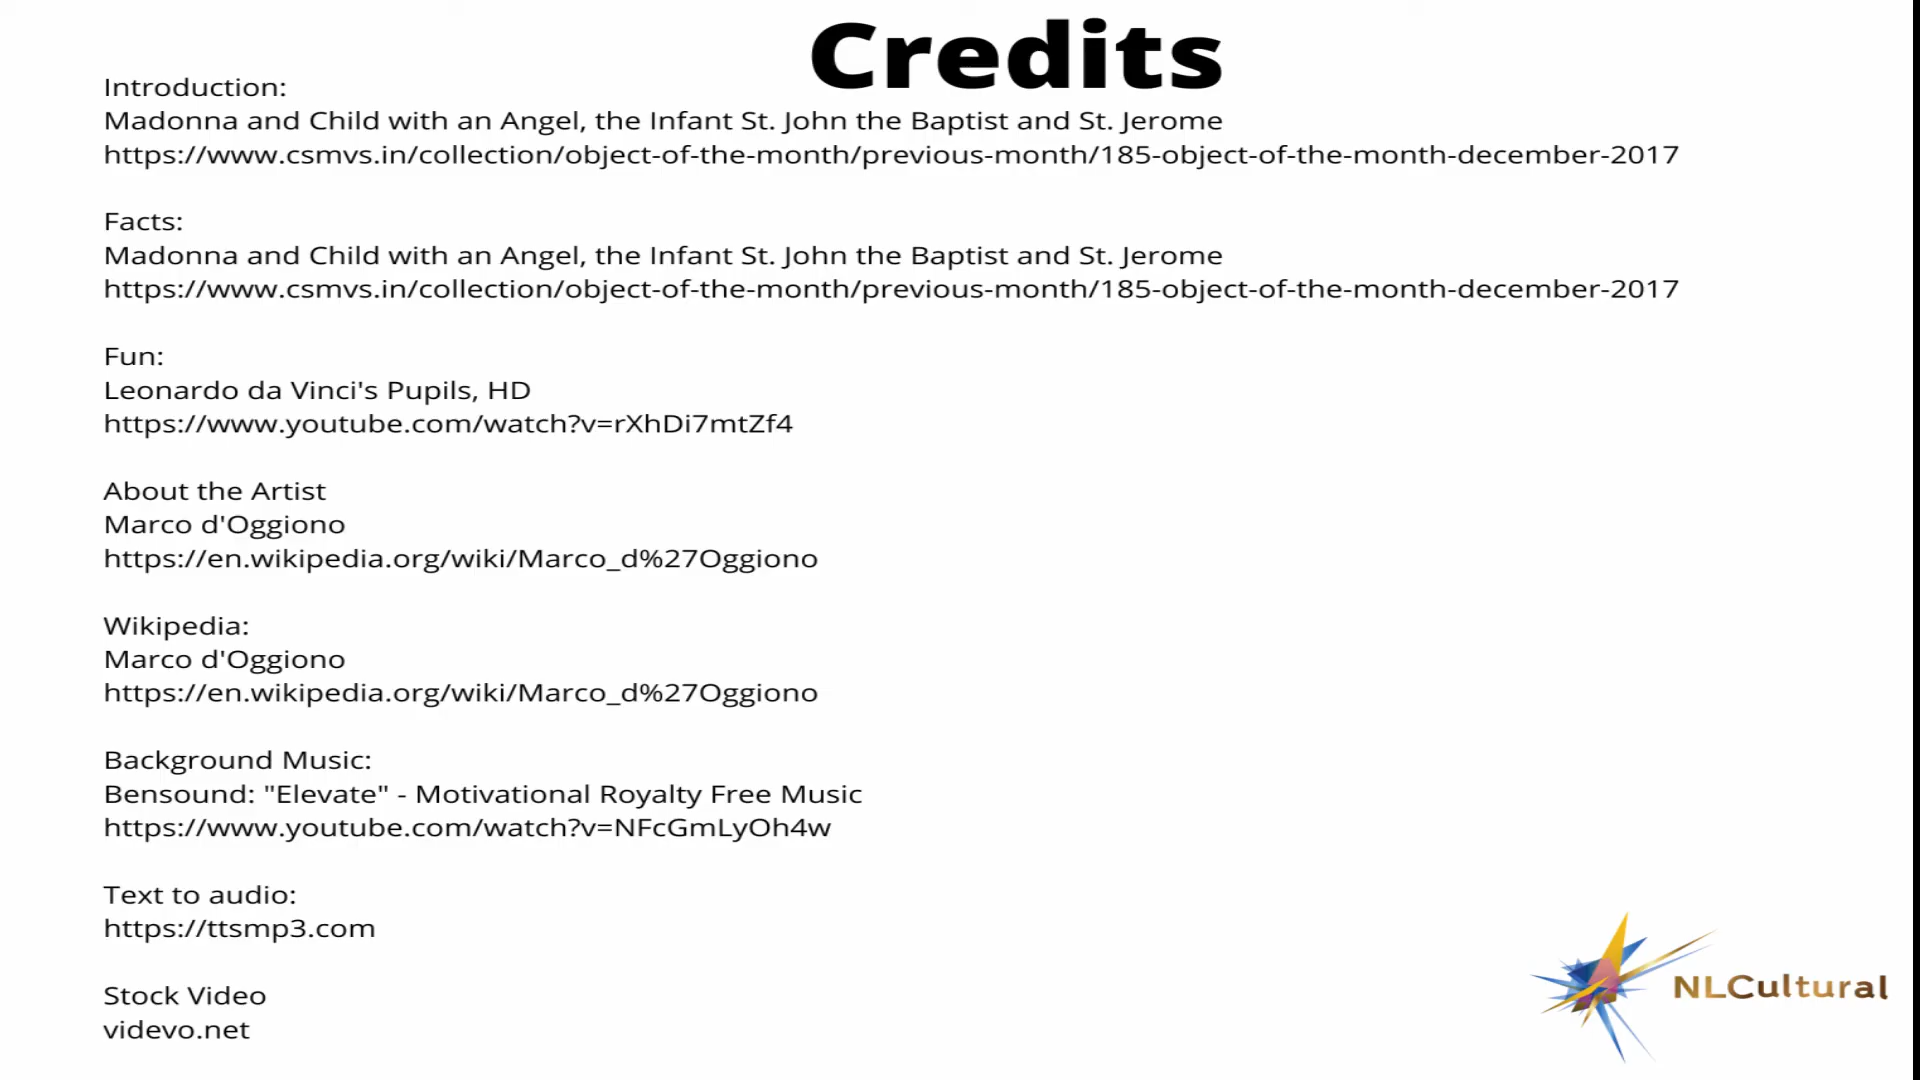 Credits
Introduction:
Madonna and Child with an Angel, the Infant St. John the Baptist and St. Jerome
https://www.csmvs.in/collection/object-of-the-month/previous-month/185-object-of-the-month-december-2017
Facts:
Madonna and Child with an Angel, the Infant St. John the Baptist and St. Jerome
https://www.csmvs.in/collection/object-of-the-month/previous-month/185-object-of-the-month-december-2017
Fun:
Leonardo da Vinci's Pupils, HD
https://www.youtube.com/watch?v=rXhDi7mtZf4
About the Artist
Marco d'Oggiono
https://en.wikipedia.org/wiki/Marco_d%27Oggiono
Wikipedia:
Marco d'Oggiono
https://en.wikipedia.org/wiki/Marco_d%27Oggiono
Background Music:
Bensound: "Elevate" - Motivational Royalty Free Music
https://www.youtube.com/watch?v=NFcGmLyOh4w
Text to audio:
https://ttsmp3.com
Stock Video
videvo.net
NLCultural